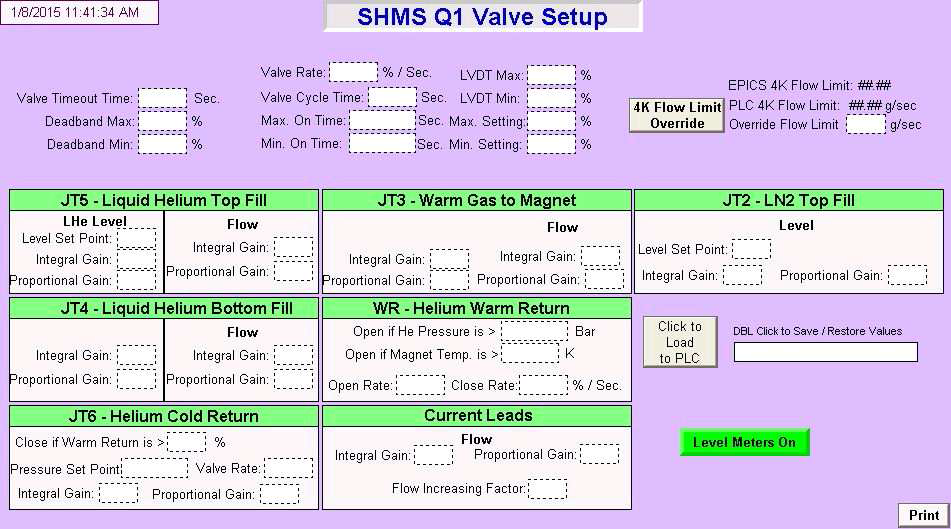 1/8/2015 11:41:34 AM
SHMS Q1 Valve Setup
Valve Timeout Time: Sec.
Deadband Max: %
Deadband Min: %
Valve Rate: % / Sec.
Valve Cycle Time: Sec.
Max. On Time: Sec.
Min. On Time: Sec.
LVDT Max: %
LVDT Min: %
Max. Setting: %
Min. Setting: %
4K Flow Limit
Override
EPICS 4K Flow Limit: ##.##
PLC 4K Flow Limit: ##.## g/sec
Override Flow Limit g/sec
JT5 - Liquid Helium Top Fill
LHe Level
Level Set Point:
Integral Gain:
Proportional Gain:
Flow
Integral Gain:
Proportional Gain:
JT3 - Warm Gas to Magnet
Flow
Integral Gain: Integral Gain:
Proportional Gain: Proportional Gain:
JT2 - LN2 Top Fill
Level
Level Set Point:
Integral Gain: Proportional Gain:
JT4 - Liquid Helium Bottom Fill
Flow
Integral Gain: Integral Gain:
Proportional Gain: Proportional Gain:
WR - Helium Warm Return
Open if He Pressure is > Bar
Open if Magnet Temp. is > K
Open Rate: Close Rate: % / Sec.
Click to
Load
to PLC
DBL Click to Save / Restore Values
JT6 - Helium Cold Return
Close if Warm Return is > %
Pressure Set Point Valve Rate:
Integral Gain: Proportional Gain:
Current Leads
Flow
Integral Gain: Proportional Gain:
Flow Increasing Factor:
Level Meters On
Print